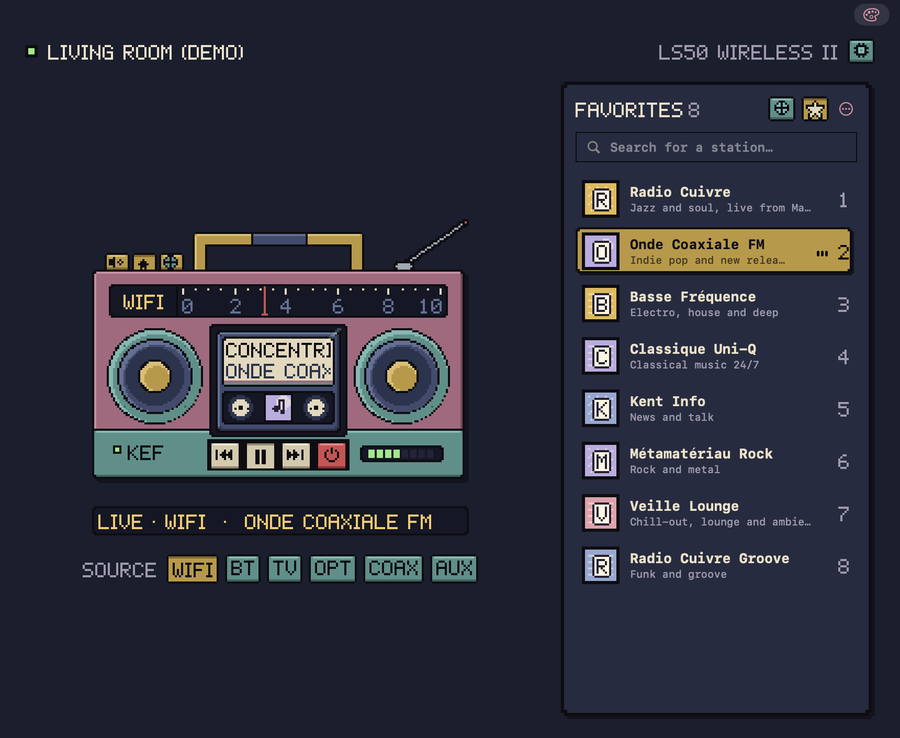 LIVING ROOM (DEMO)
LS50 WIRELESS II
FAVORITES 8
Search for a station…
R
Radio Cuivre
Jazz and soul, live from Ma…
1
O
Onde Coaxiale FM
Indie pop and new relea…
2
B
Basse Fréquence
Electro, house and deep
3
C
Classique Uni-Q
Classical music 24/7
4
K
Kent Info
News and talk
5
M
Métamatériau Rock
Rock and metal
6
V
Veille Lounge
Chill-out, lounge and ambie…
7
R
Radio Cuivre Groove
Funk and groove
8
WIFI 0 2 4 6 8 10
CONCENTRI
ONDE COAX
KEF
LIVE · WIFI · ONDE COAXIALE FM
SOURCE WIFI BT TV OPT COAX AUX